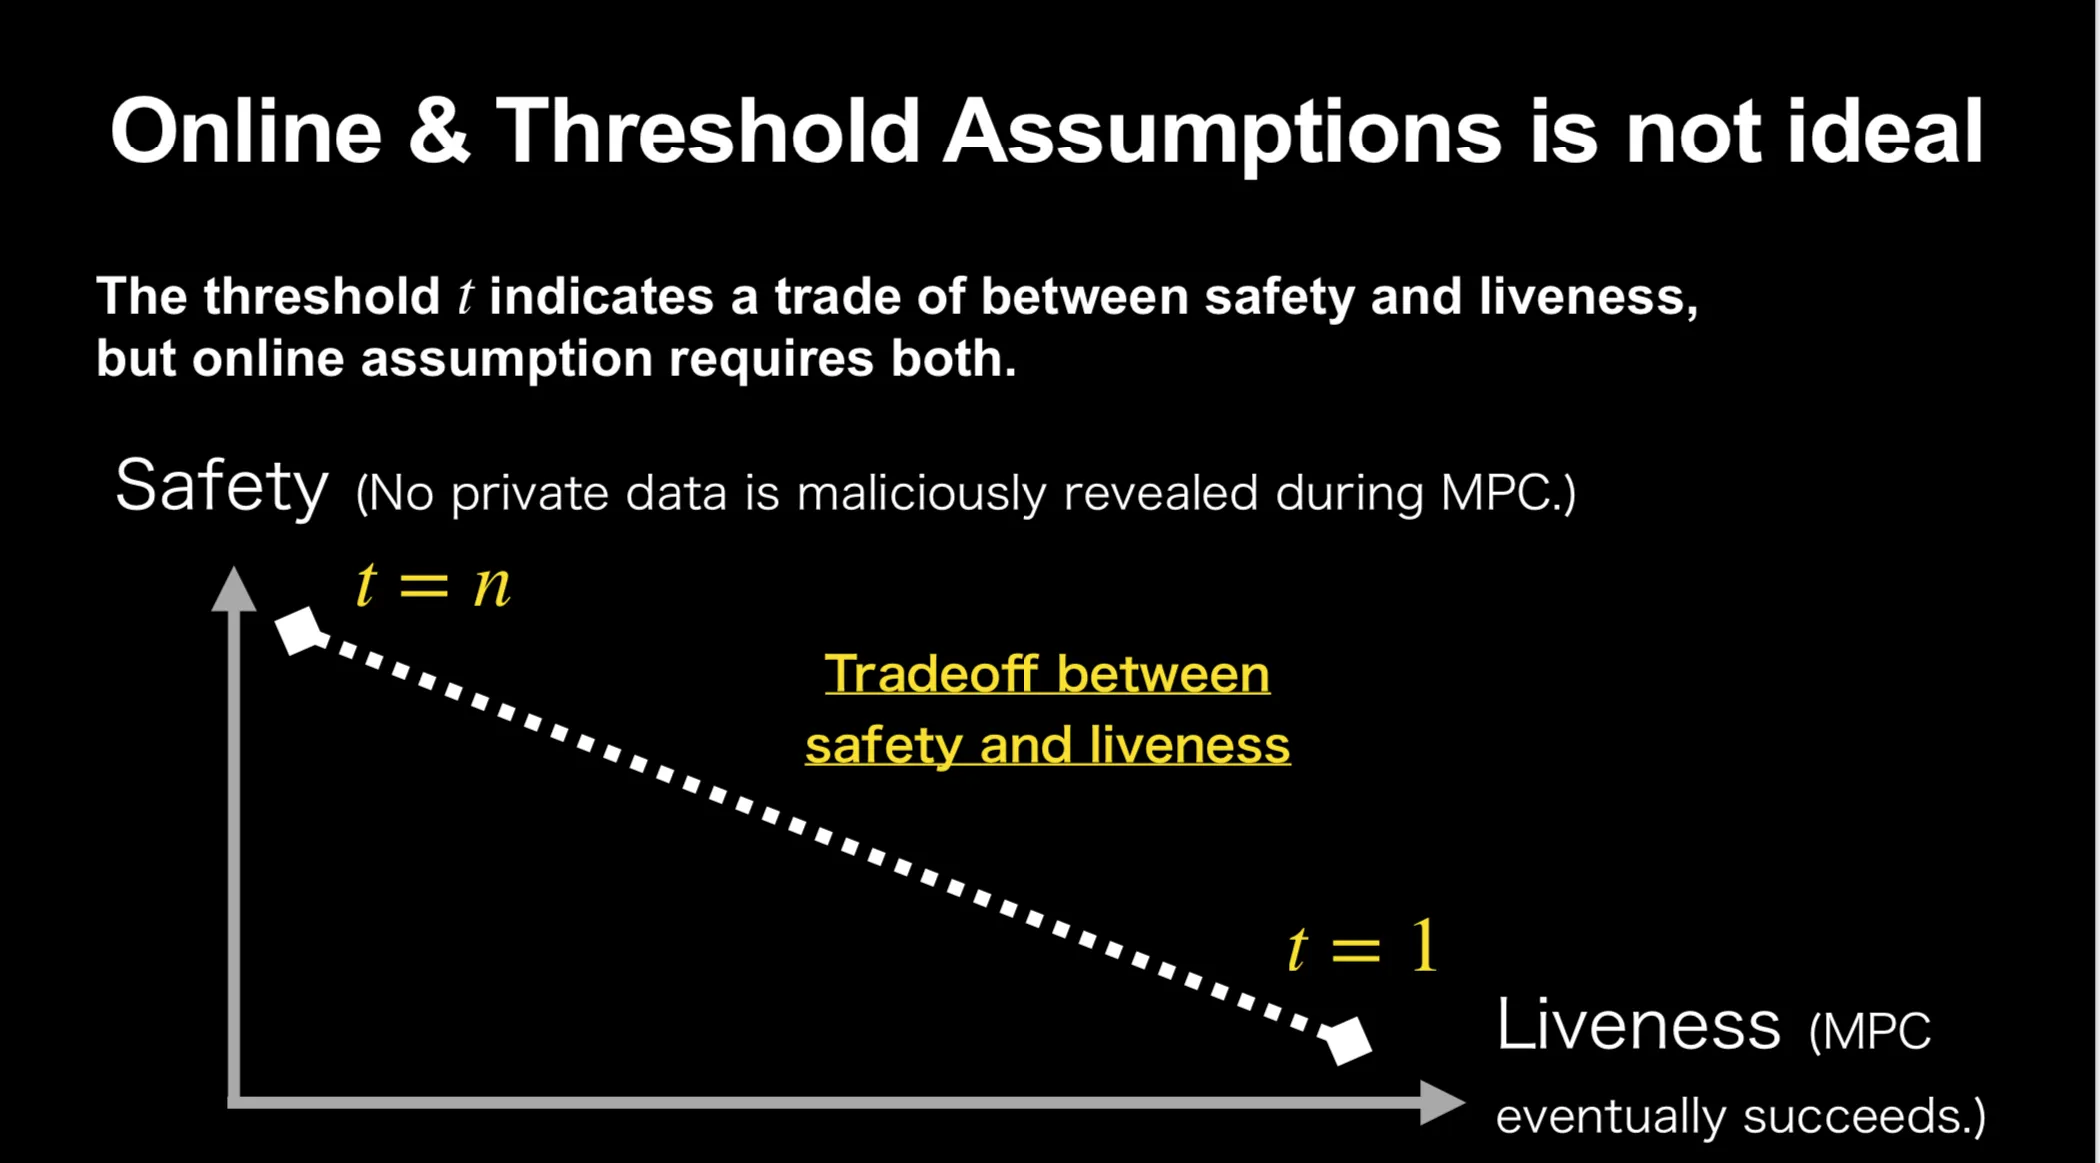 Online & Threshold Assumptions is not ideal
The threshold t indicates a trade of between safety and liveness,
but online assumption requires both.
Safety (No private data is maliciously revealed during MPC.)
t = n
Tradeoff between
safety and liveness
t = 1
Liveness (MPC
eventually succeeds.)